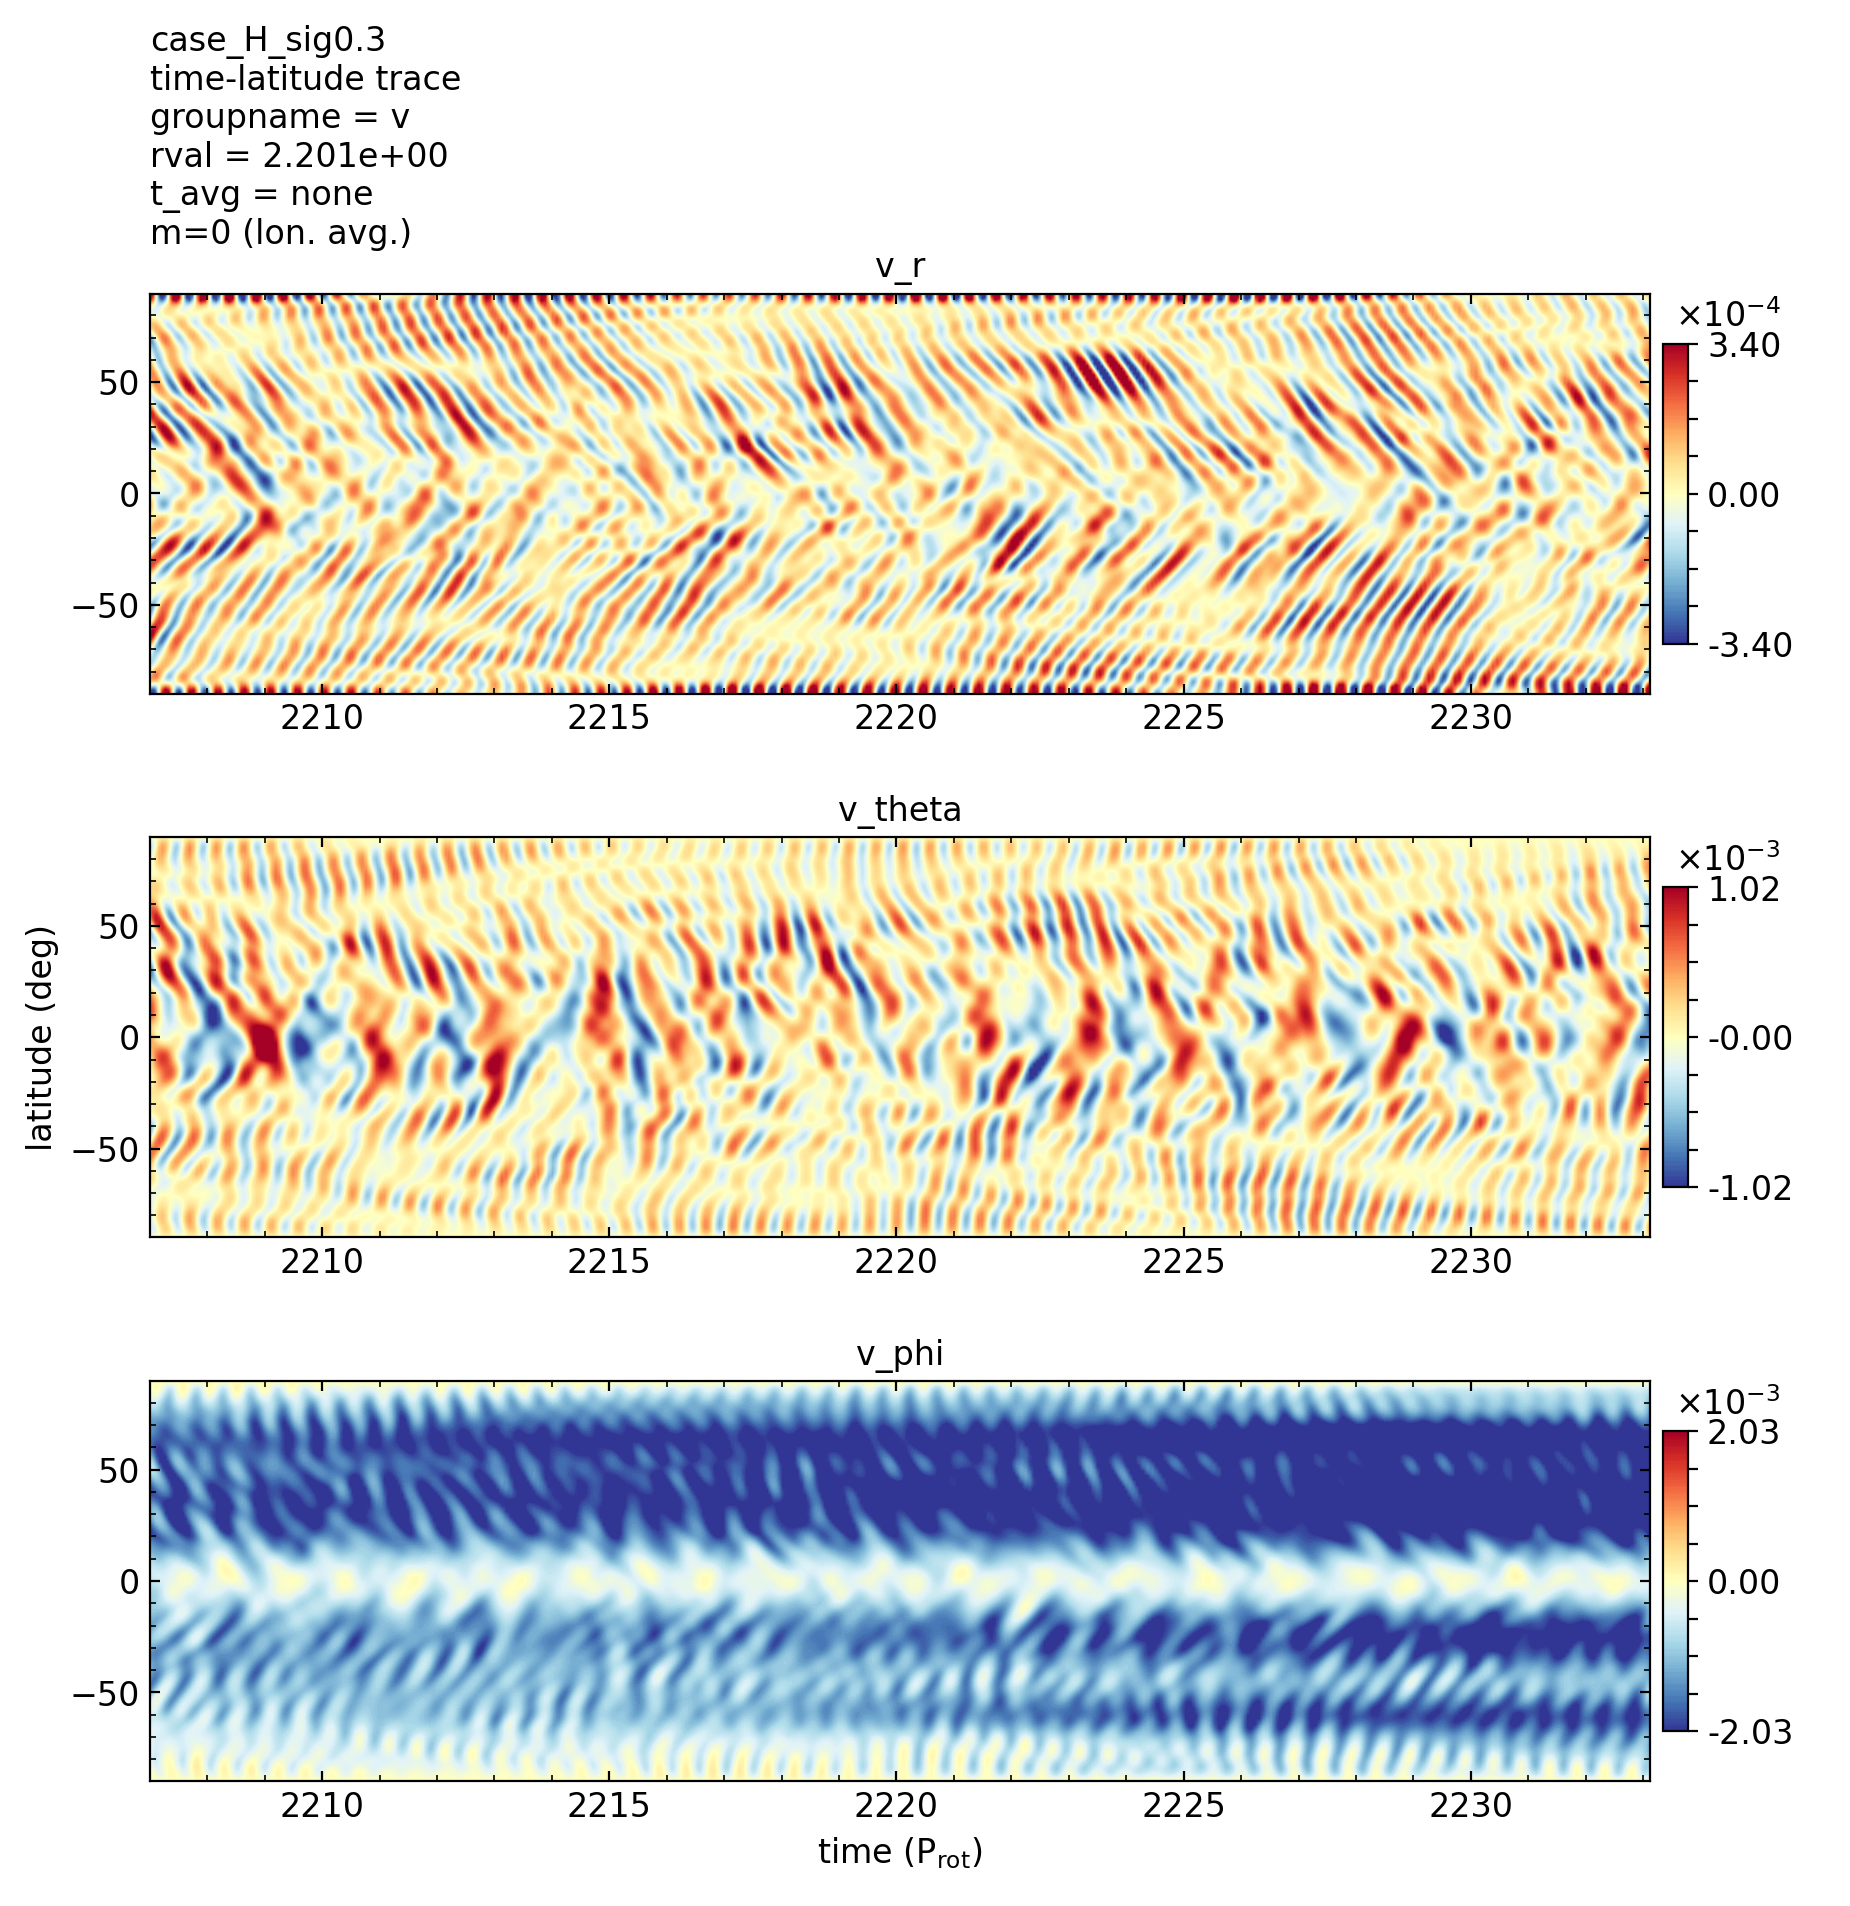 case_H_sig0.3
time-latitude trace
groupname = v
rval = 2.201e+00
t_avg = none
m=0 (lon. avg.)
v_r
×10⁻⁴
3.40
0.00
-3.40
50
0
−50
2210 2215 2220 2225 2230
v_theta
×10⁻³
1.02
-0.00
-1.02
latitude (deg)
50
0
−50
2210 2215 2220 2225 2230
v_phi
×10⁻³
2.03
0.00
-2.03
50
0
−50
2210 2215 2220 2225 2230
time (P_rot)